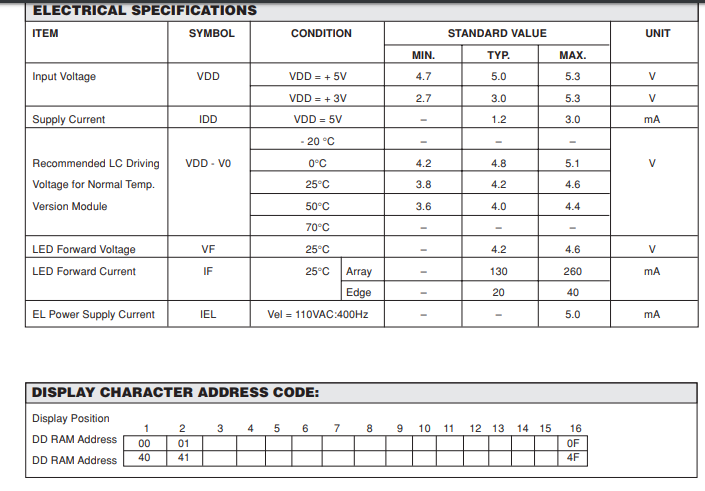 ELECTRICAL SPECIFICATIONS
ITEM SYMBOL CONDITION STANDARD VALUE UNIT
MIN. TYP. MAX.
Input Voltage VDD VDD = + 5V 4.7 5.0 5.3 V
VDD = + 3V 2.7 3.0 5.3 V
Supply Current IDD VDD = 5V – 1.2 3.0 mA
- 20 °C – – –
Recommended LC Driving VDD - V0 0°C 4.2 4.8 5.1 V
Voltage for Normal Temp. 25°C 3.8 4.2 4.6
Version Module 50°C 3.6 4.0 4.4
70°C – – –
LED Forward Voltage VF 25°C – 4.2 4.6 V
LED Forward Current IF 25°C Array – 130 260 mA
Edge – 20 40
EL Power Supply Current IEL Vel = 110VAC:400Hz – – 5.0 mA
DISPLAY CHARACTER ADDRESS CODE:
Display Position
1 2 3 4 5 6 7 8 9 10 11 12 13 14 15 16
DD RAM Address 00 01 0F
DD RAM Address 40 41 4F